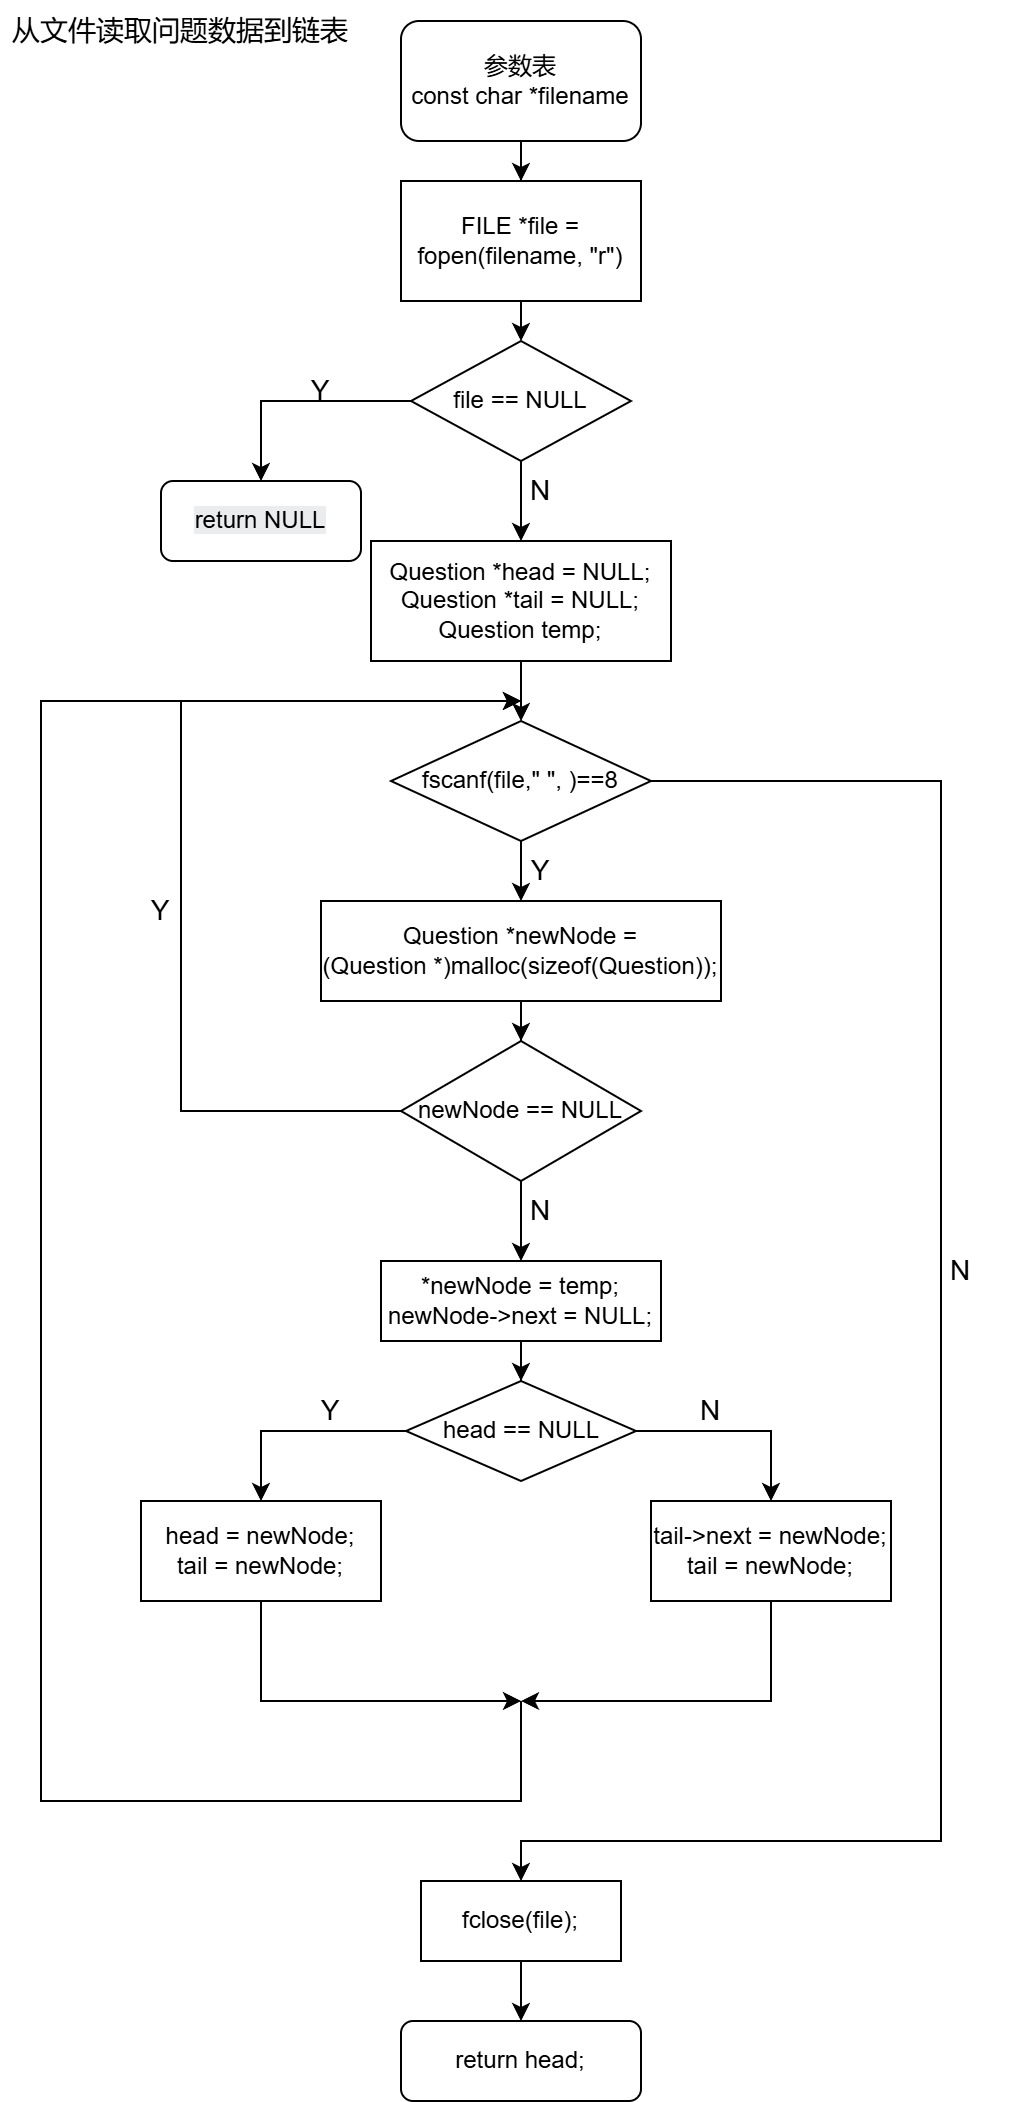 从文件读取问题数据到链表
参数表
const char *filename
FILE *file =
fopen(filename, "r")
file == NULL
Y
N
return NULL
Question *head = NULL;
Question *tail = NULL;
Question temp;
fscanf(file," ", )==8
Y
Question *newNode =
(Question *)malloc(sizeof(Question));
Y
newNode == NULL
N
N
*newNode = temp;
newNode->next = NULL;
head == NULL
Y
N
head = newNode;
tail = newNode;
tail->next = newNode;
tail = newNode;
fclose(file);
return head;